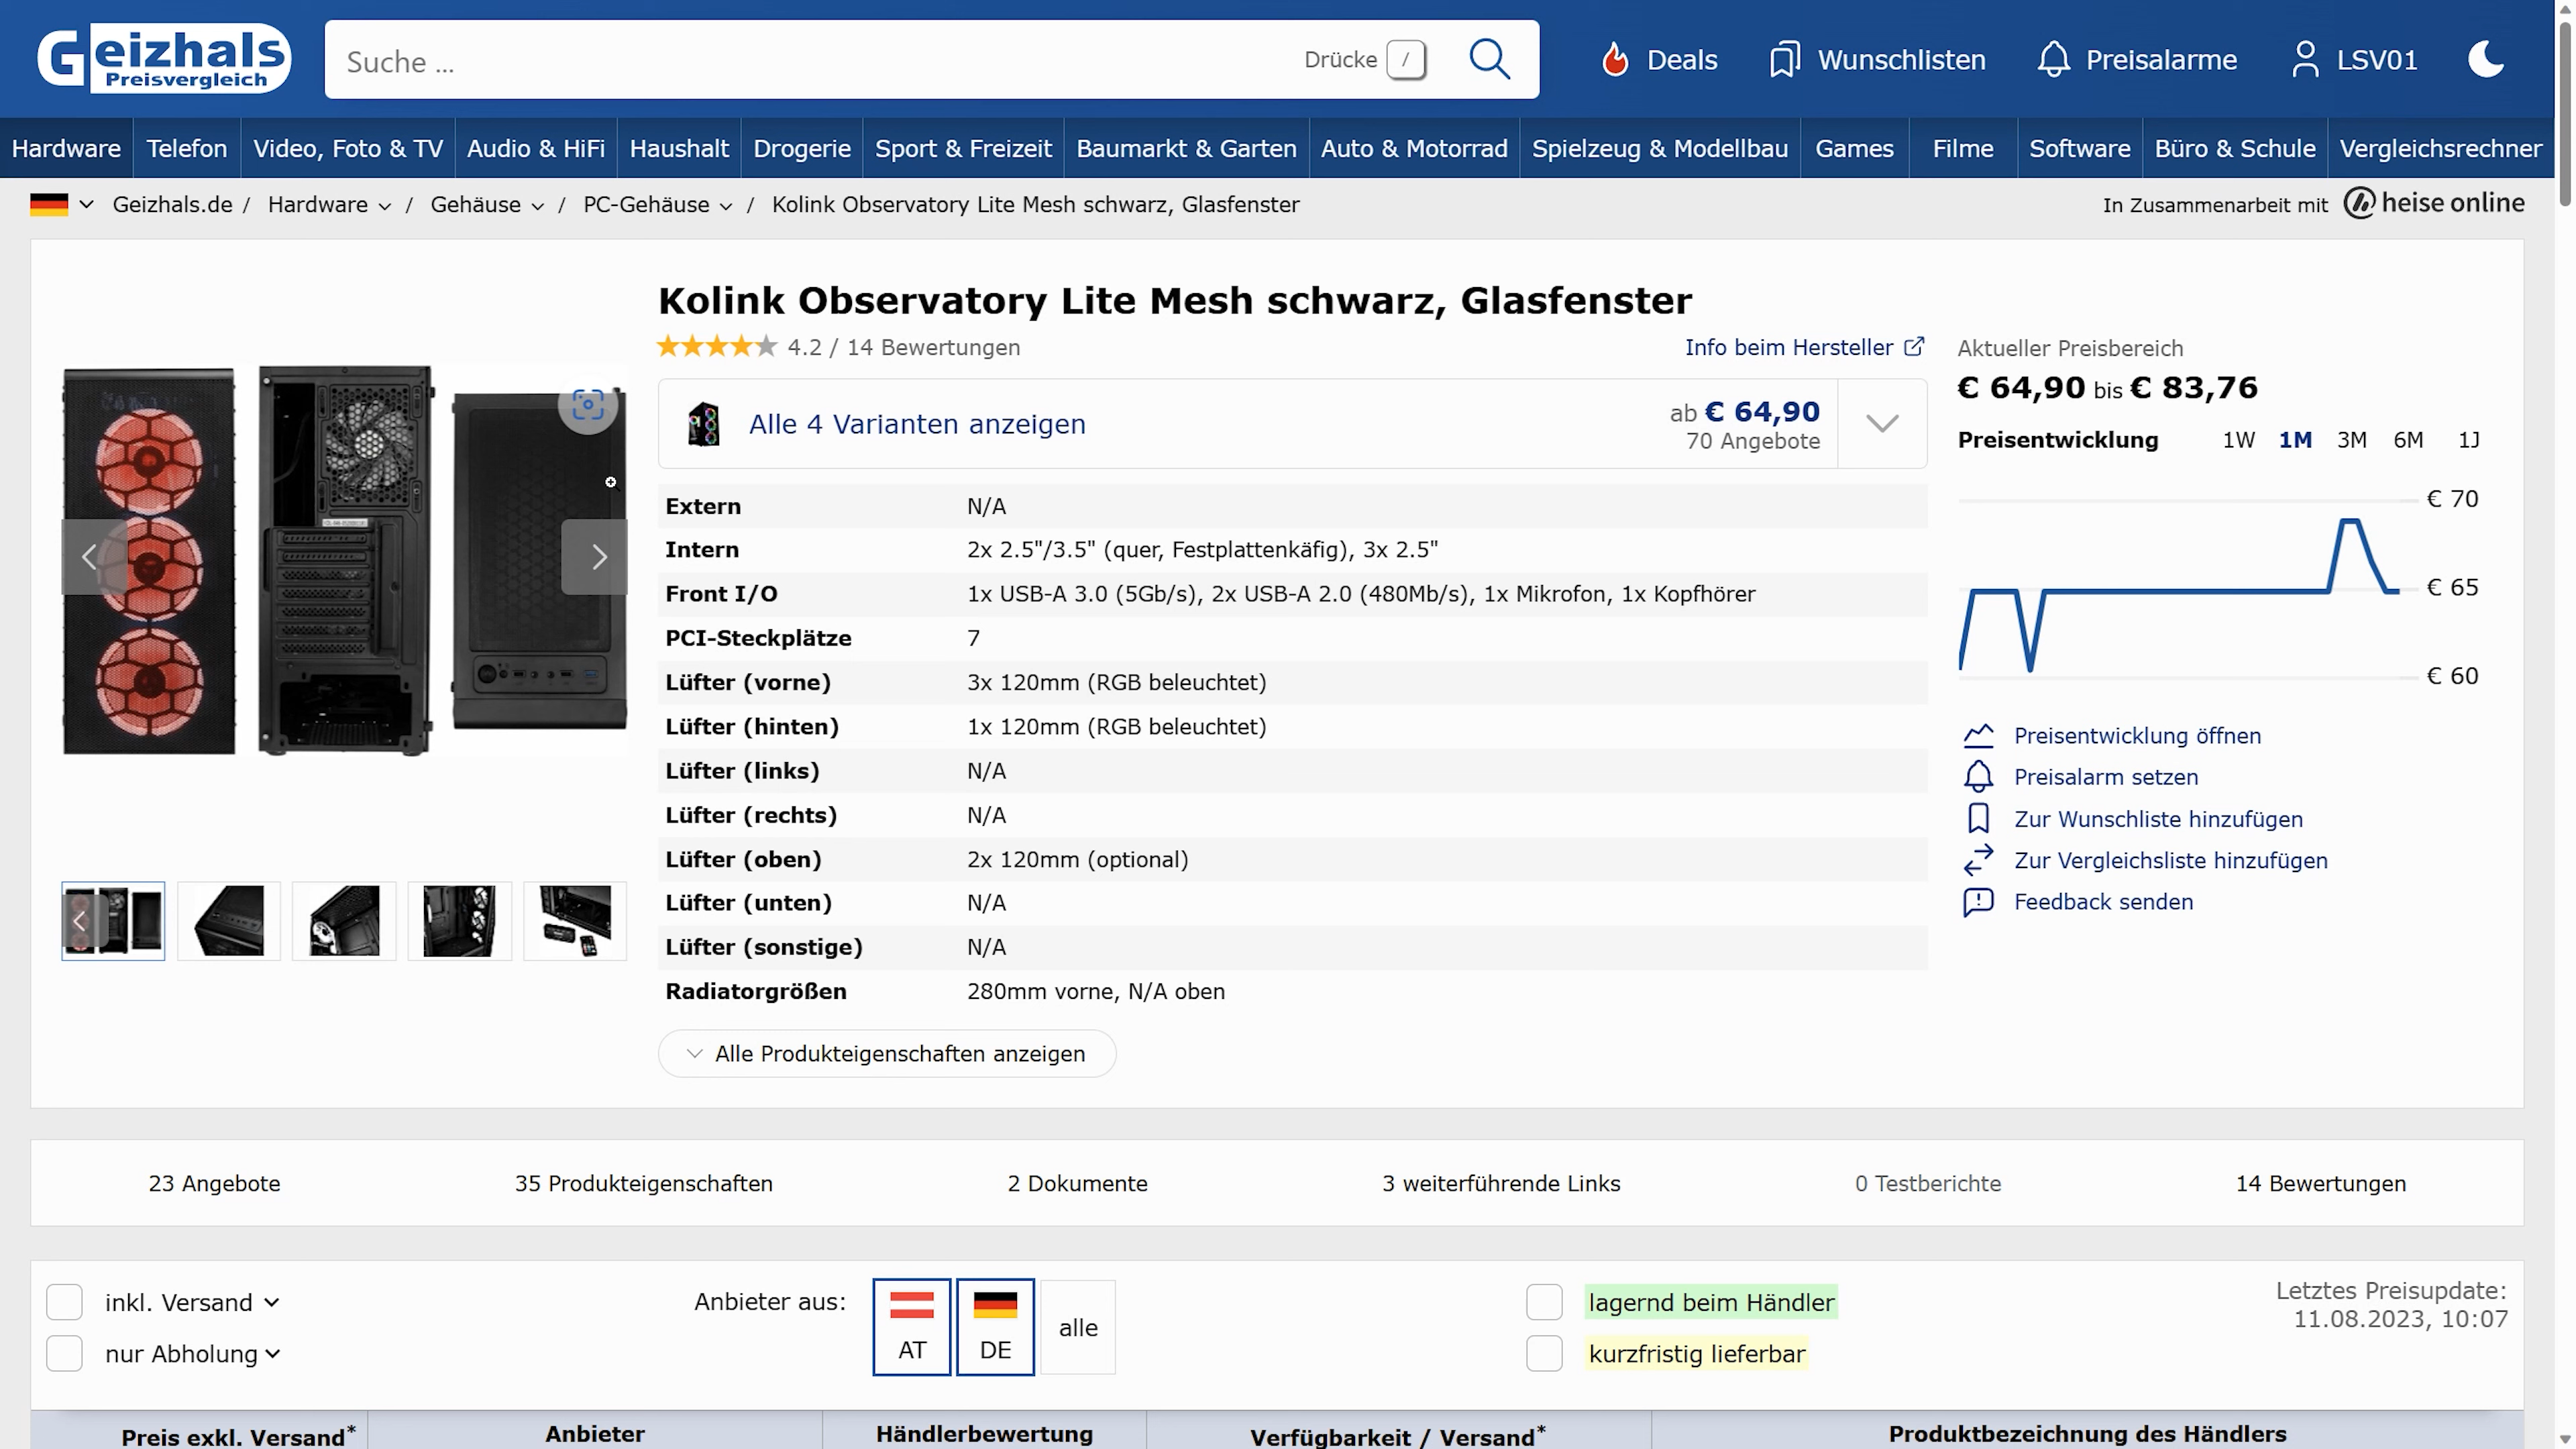 Geizhals
Preisvergleich
Suche ...
Drücke /
Deals
Wunschlisten
Preisalarme
LSV01
Hardware
Telefon
Video, Foto & TV
Audio & HiFi
Haushalt
Drogerie
Sport & Freizeit
Baumarkt & Garten
Auto & Motorrad
Spielzeug & Modellbau
Games
Filme
Software
Büro & Schule
Vergleichsrechner
Geizhals.de / Hardware / Gehäuse / PC-Gehäuse / Kolink Observatory Lite Mesh schwarz, Glasfenster
In Zusammenarbeit mit heise online
Kolink Observatory Lite Mesh schwarz, Glasfenster
4.2 / 14 Bewertungen
Info beim Hersteller
Alle 4 Varianten anzeigen
ab € 64,90
70 Angebote
Extern N/A
Intern 2x 2.5"/3.5" (quer, Festplattenkäfig), 3x 2.5"
Front I/O 1x USB-A 3.0 (5Gb/s), 2x USB-A 2.0 (480Mb/s), 1x Mikrofon, 1x Kopfhörer
PCI-Steckplätze 7
Lüfter (vorne) 3x 120mm (RGB beleuchtet)
Lüfter (hinten) 1x 120mm (RGB beleuchtet)
Lüfter (links) N/A
Lüfter (rechts) N/A
Lüfter (oben) 2x 120mm (optional)
Lüfter (unten) N/A
Lüfter (sonstige) N/A
Radiatorgrößen 280mm vorne, N/A oben
Alle Produkteigenschaften anzeigen
Aktueller Preisbereich
€ 64,90 bis € 83,76
Preisentwicklung 1W 1M 3M 6M 1J
€ 70
€ 65
€ 60
Preisentwicklung öffnen
Preisalarm setzen
Zur Wunschliste hinzufügen
Zur Vergleichsliste hinzufügen
Feedback senden
23 Angebote
35 Produkteigenschaften
2 Dokumente
3 weiterführende Links
0 Testberichte
14 Bewertungen
inkl. Versand
nur Abholung
Anbieter aus:
AT
DE
alle
lagernd beim Händler
kurzfristig lieferbar
Letztes Preisupdate:
11.08.2023, 10:07
Preis exkl. Versand*
Anbieter
Händlerbewertung
Verfügbarkeit / Versand*
Produktbezeichnung des Händlers